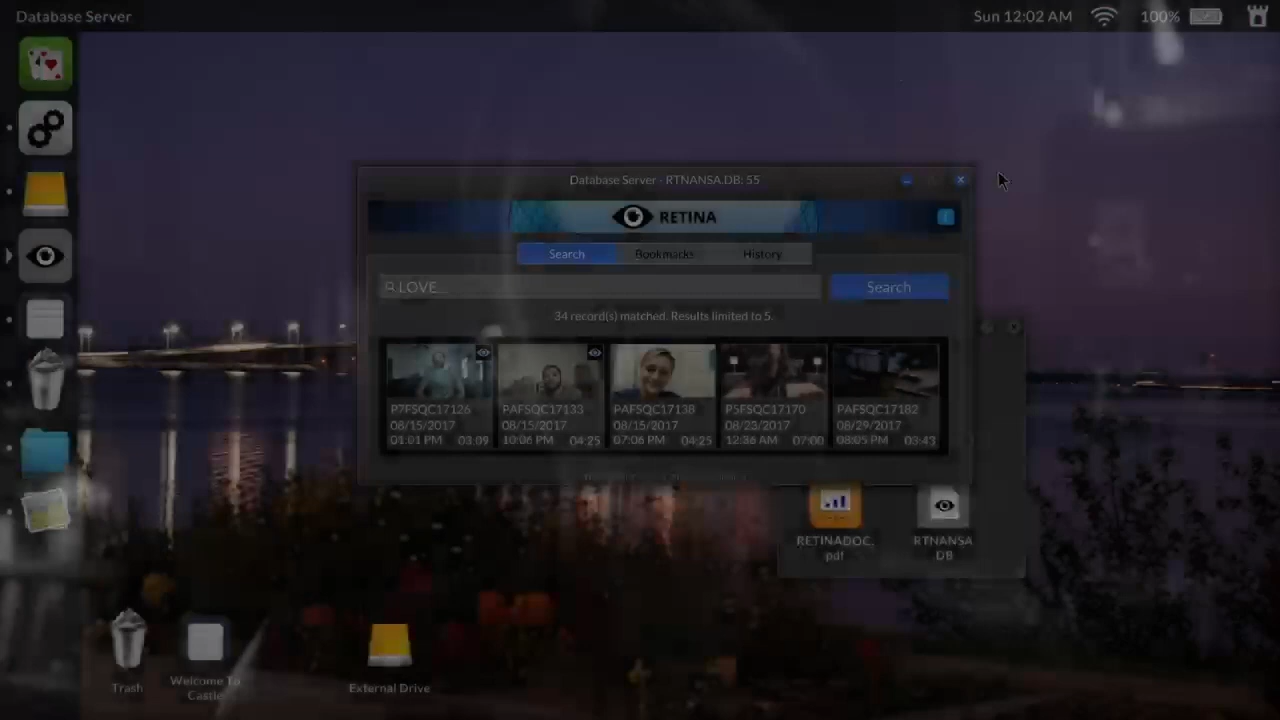 Database Server
Sun 12:02 AM
100%
Database Server - RTNANSA.DB: 55
RETINA
Search
Bookmacks
History
LOVE_
Search
34 record(s) matched. Results limited to 5.
P7FSQC17126
08/15/2017
01:01 PM 03:09
PAFSQC17133
08/15/2017
10:06 PM 04:25
PAFSQC17138
08/15/2017
07:06 PM 04:25
P5FSQC17170
08/23/2017
12:36 AM 07:00
PAFSQC17182
08/29/2017
08:05 PM 03:43
RETINADOC.
pdf
RTNANSA
DB
Trash
Welcome To
Castle
External Drive